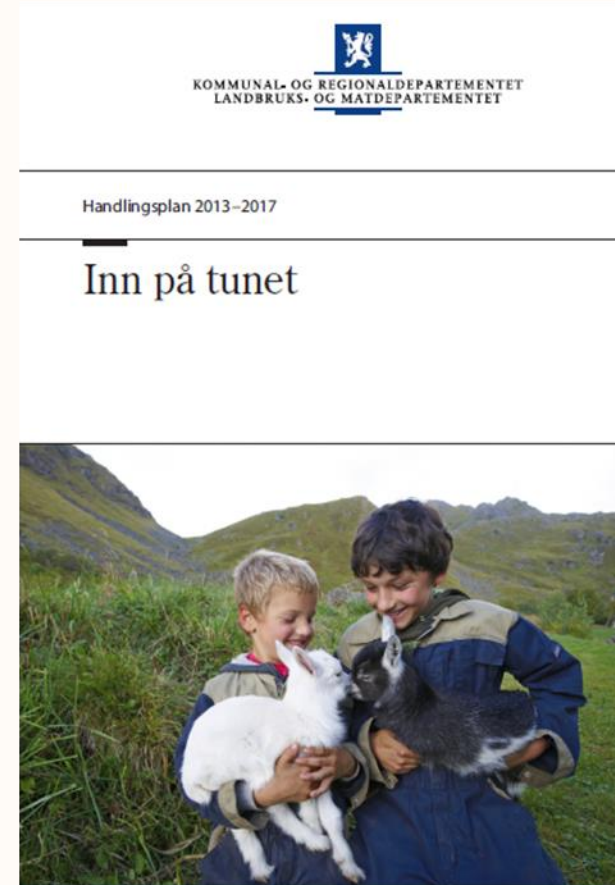 KOMMUNAL- OG REGIONALDEPARTEMENTET
LANDBRUKS- OG MATDEPARTEMENTET
Handlingsplan 2013–2017
Inn på tunet